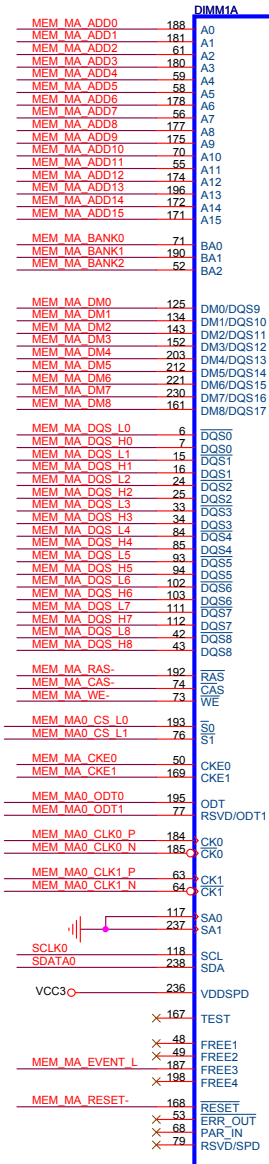 DIMM1A
MEM_MA_ADD0 188 A0
MEM_MA_ADD1 181 A1
MEM_MA_ADD2 61 A2
MEM_MA_ADD3 180 A3
MEM_MA_ADD4 59 A4
MEM_MA_ADD5 58 A5
MEM_MA_ADD6 178 A6
MEM_MA_ADD7 56 A7
MEM_MA_ADD8 177 A8
MEM_MA_ADD9 175 A9
MEM_MA_ADD10 70 A10
MEM_MA_ADD11 55 A11
MEM_MA_ADD12 174 A12
MEM_MA_ADD13 196 A13
MEM_MA_ADD14 172 A14
MEM_MA_ADD15 171 A15
MEM_MA_BANK0 71 BA0
MEM_MA_BANK1 190 BA1
MEM_MA_BANK2 52 BA2
MEM_MA_DM0 125 DM0/DQS9
MEM_MA_DM1 134 DM1/DQS10
MEM_MA_DM2 143 DM2/DQS11
MEM_MA_DM3 152 DM3/DQS12
MEM_MA_DM4 203 DM4/DQS13
MEM_MA_DM5 212 DM5/DQS14
MEM_MA_DM6 221 DM6/DQS15
MEM_MA_DM7 230 DM7/DQS16
MEM_MA_DM8 161 DM8/DQS17
MEM_MA_DQS_L0 6 DQS0
MEM_MA_DQS_H0 7 DQS0
MEM_MA_DQS_L1 15 DQS1
MEM_MA_DQS_H1 16 DQS1
MEM_MA_DQS_L2 24 DQS2
MEM_MA_DQS_H2 25 DQS2
MEM_MA_DQS_L3 33 DQS3
MEM_MA_DQS_H3 34 DQS3
MEM_MA_DQS_L4 84 DQS4
MEM_MA_DQS_H4 85 DQS4
MEM_MA_DQS_L5 93 DQS5
MEM_MA_DQS_H5 94 DQS5
MEM_MA_DQS_L6 102 DQS6
MEM_MA_DQS_H6 103 DQS6
MEM_MA_DQS_L7 111 DQS7
MEM_MA_DQS_H7 112 DQS7
MEM_MA_DQS_L8 42 DQS8
MEM_MA_DQS_H8 43 DQS8
MEM_MA_RAS- 192 RAS
MEM_MA_CAS- 74 CAS
MEM_MA_WE- 73 WE
MEM_MA0_CS_L0 193 S0
MEM_MA0_CS_L1 76 S1
MEM_MA_CKE0 50 CKE0
MEM_MA_CKE1 169 CKE1
MEM_MA0_ODT0 195 ODT
MEM_MA0_ODT1 77 RSVD/ODT1
MEM_MA0_CLK0_P 184 CK0
MEM_MA0_CLK0_N 185 CK0
MEM_MA0_CLK1_P 63 CK1
MEM_MA0_CLK1_N 64 CK1
117 SA0
237 SA1
SCLK0 118 SCL
SDATA0 238 SDA
VCC3 236 VDDSPD
167 TEST
48 FREE1
49 FREE2
MEM_MA_EVENT_L 187 FREE3
198 FREE4
MEM_MA_RESET- 168 RESET
53 ERR_OUT
68 PAR_IN
79 RSVD/SPD